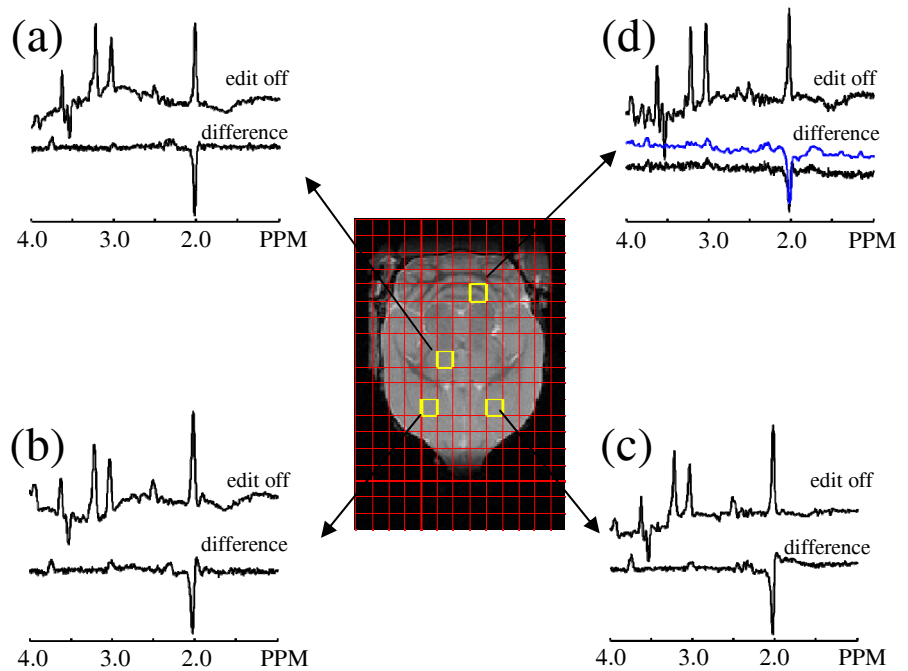 (a)
edit off
difference
4.0 3.0 2.0 PPM
(d)
edit off
difference
4.0 3.0 2.0 PPM
(b)
edit off
difference
4.0 3.0 2.0 PPM
(c)
edit off
difference
4.0 3.0 2.0 PPM